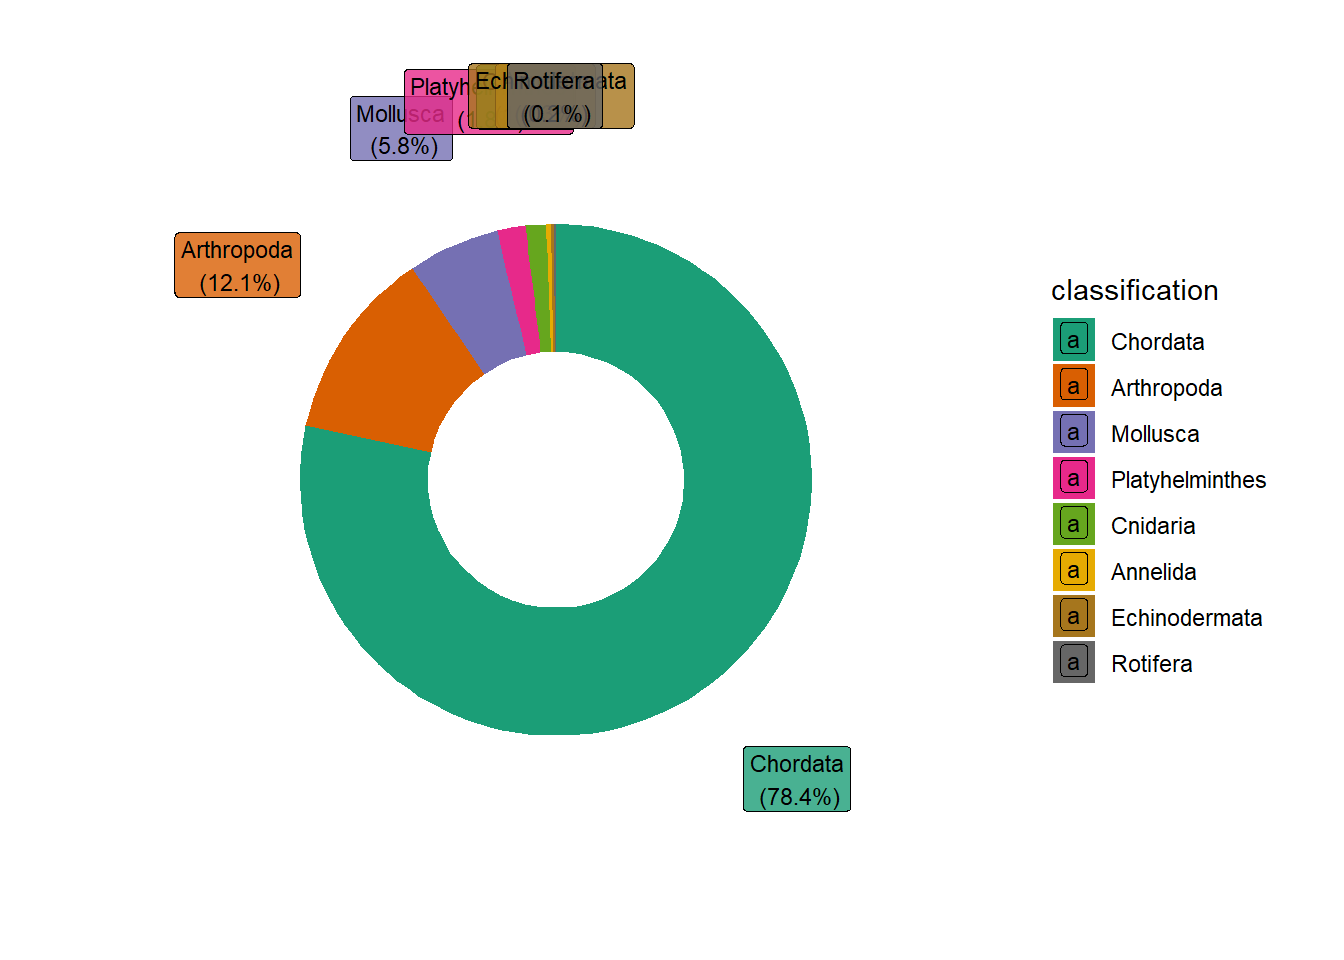 Rotifera
(0.1%)
Mollusca
(5.8%)
Arthropoda
(12.1%)
Chordata
(78.4%)
classification
a Chordata
a Arthropoda
a Mollusca
a Platyhelminthes
a Cnidaria
a Annelida
a Echinodermata
a Rotifera